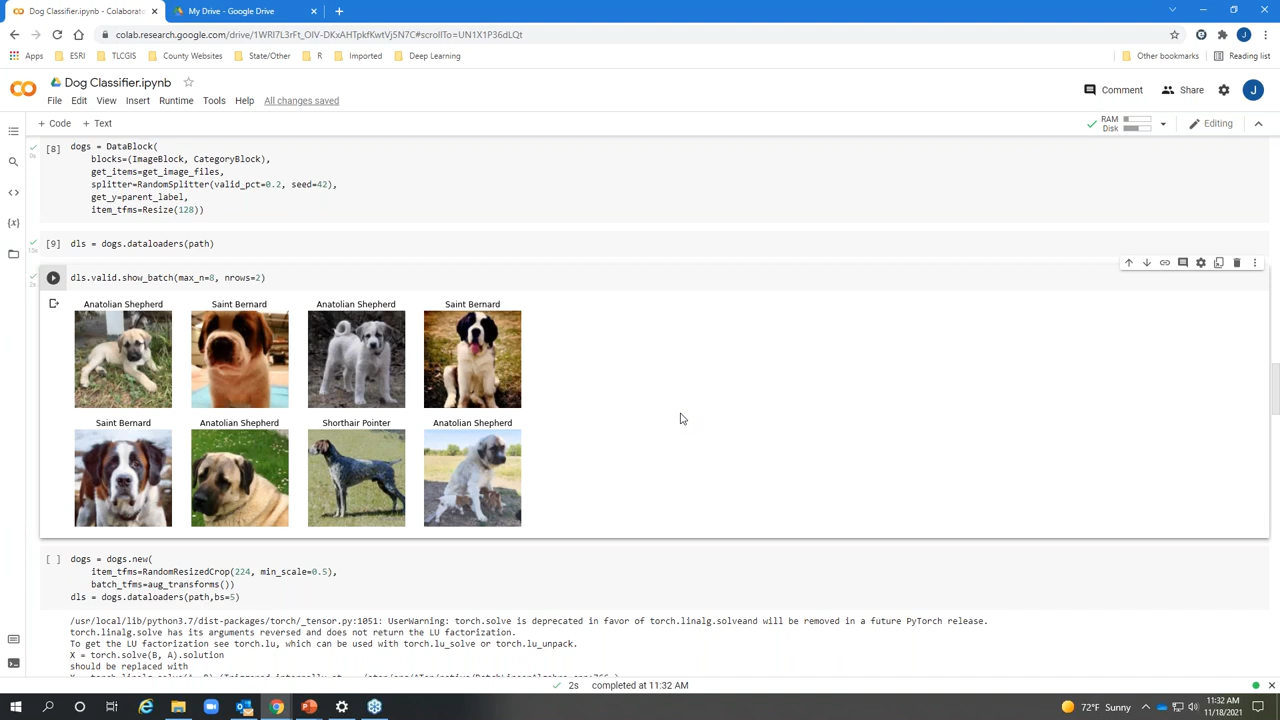 Dog Classifier.ipynb - Colaborato
My Drive - Google Drive
colab.research.google.com/drive/1WRI7L3rFt_OIV-DKxAHTpkfKwtVj5N7C#scrollTo=UN1X1P36dLQt
Apps ESRI TLCGIS County Websites State/Other R Imported Deep Learning Other bookmarks Reading list
Dog Classifier.ipynb
Comment Share J
File Edit View Insert Runtime Tools Help All changes saved
+ Code + Text
RAM
Disk
Editing
[8] dogs = DataBlock(
blocks=(ImageBlock, CategoryBlock),
get_items=get_image_files,
splitter=RandomSplitter(valid_pct=0.2, seed=42),
get_y=parent_label,
item_tfms=Resize(128))
[9] dls = dogs.dataloaders(path)
dls.valid.show_batch(max_n=8, nrows=2)
Anatolian Shepherd Saint Bernard Anatolian Shepherd Saint Bernard
Saint Bernard Anatolian Shepherd Shorthair Pointer Anatolian Shepherd
[ ] dogs = dogs.new(
item_tfms=RandomResizedCrop(224, min_scale=0.5),
batch_tfms=aug_transforms())
dls = dogs.dataloaders(path,bs=5)
/usr/local/lib/python3.7/dist-packages/torch/_tensor.py:1051: UserWarning: torch.solve is deprecated in favor of torch.linalg.solveand will be removed in a future PyTorch release.
torch.linalg.solve has its arguments reversed and does not return the LU factorization.
To get the LU factorization see torch.lu, which can be used with torch.lu_solve or torch.lu_unpack.
X = torch.solve(B, A).solution
should be replaced with
2s completed at 11:32 AM
72°F Sunny
11:32 AM
11/18/2021